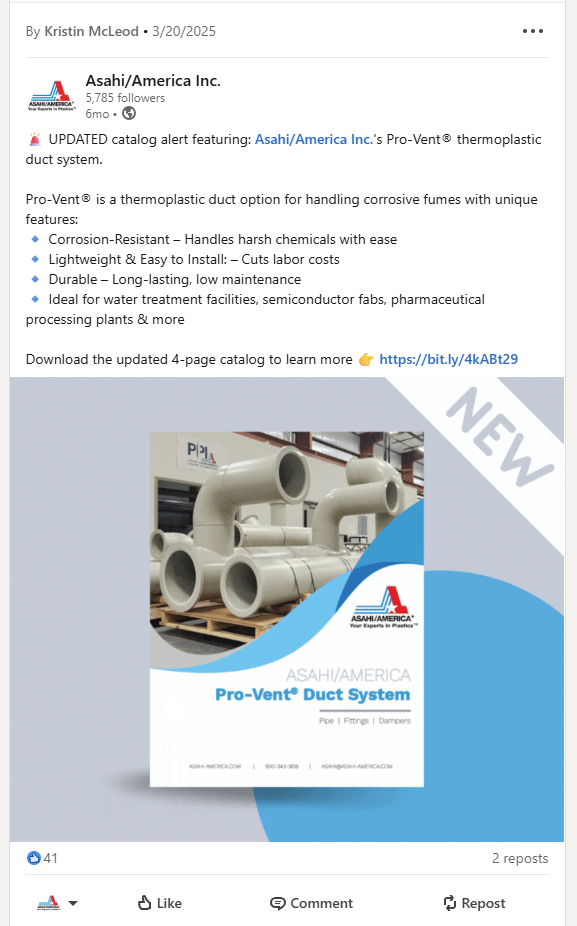 By Kristin McLeod • 3/20/2025
Asahi/America Inc.
ASAHI/AMERICA
Your Experts in Plastics™
5,785 followers
6mo •
🚨 UPDATED catalog alert featuring: Asahi/America Inc.'s Pro-Vent® thermoplastic
duct system.
Pro-Vent® is a thermoplastic duct option for handling corrosive fumes with unique
features:
🔹 Corrosion-Resistant – Handles harsh chemicals with ease
🔹 Lightweight & Easy to Install: – Cuts labor costs
🔹 Durable – Long-lasting, low maintenance
🔹 Ideal for water treatment facilities, semiconductor fabs, pharmaceutical
processing plants & more
Download the updated 4-page catalog to learn more 👉 https://bit.ly/4kABt29
NEW
PPI
ASAHI/AMERICA
Your Experts in Plastics™
ASAHI/AMERICA
Pro-Vent® Duct System
Pipe | Fittings | Dampers
ASAHI-AMERICA.COM | 800-343-3618 | ASAHI@ASAHI-AMERICA.COM
41
2 reposts
Like
Comment
Repost